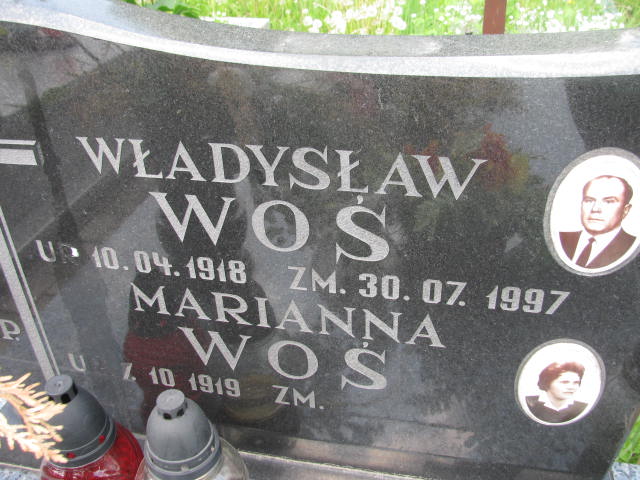 WŁADYSŁAW
WOŚ
UR 10.04.1918 ZM. 30.07.1997
MARIANNA
WOŚ
7.10 1919 ZM.
P.